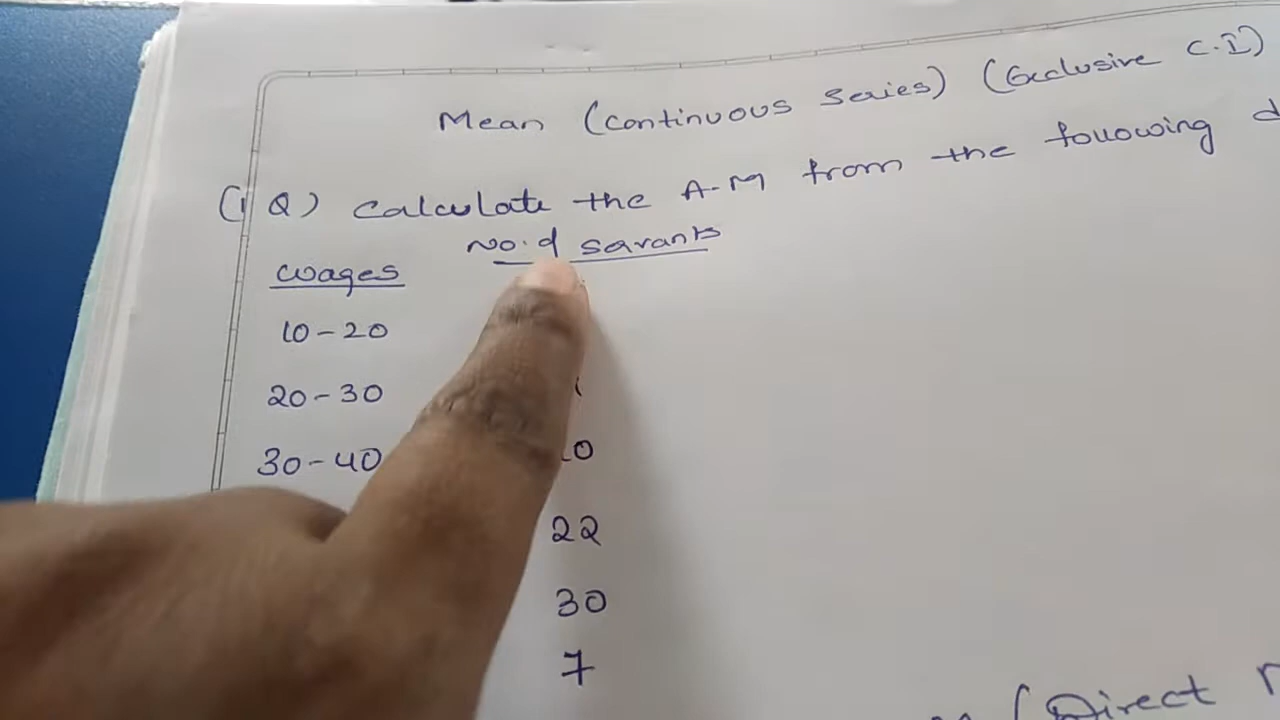 Mean (Continuous Series) (Exclusive C.I)
(1 Q) Calculate the A.M from the following
Wages No. of Servants
10-20
20-30
30-40
22
30
7
(Direct